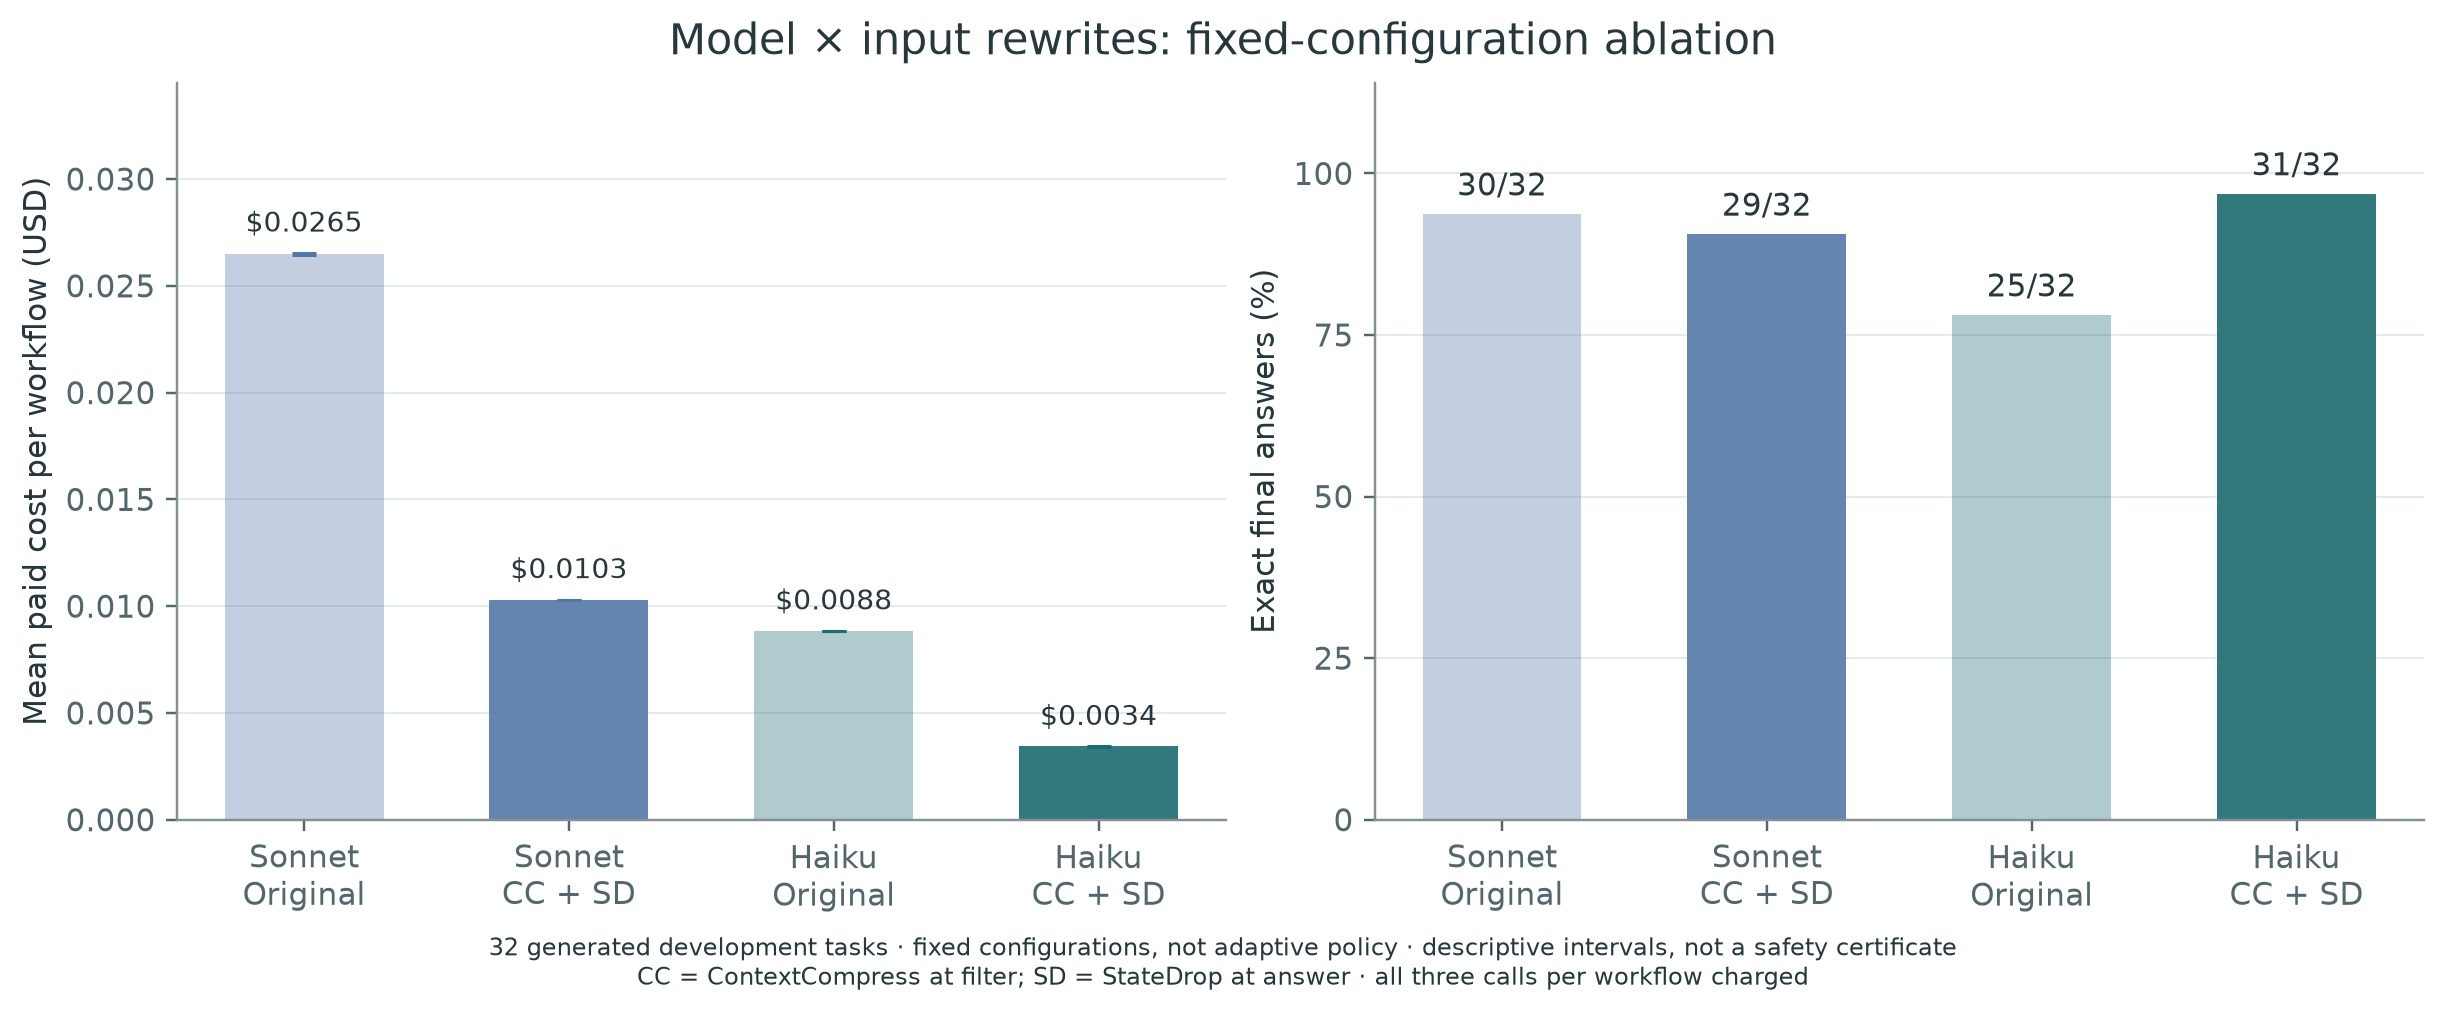 Model × input rewrites: fixed-configuration ablation
Mean paid cost per workflow (USD)
0.030
0.025
0.020
0.015
0.010
0.005
0.000
$0.0265
$0.0103
$0.0088
$0.0034
Sonnet
Original
Sonnet
CC + SD
Haiku
Original
Haiku
CC + SD
Exact final answers (%)
100
75
50
25
0
30/32
29/32
25/32
31/32
Sonnet
Original
Sonnet
CC + SD
Haiku
Original
Haiku
CC + SD
32 generated development tasks · fixed configurations, not adaptive policy · descriptive intervals, not a safety certificate
CC = ContextCompress at filter; SD = StateDrop at answer · all three calls per workflow charged